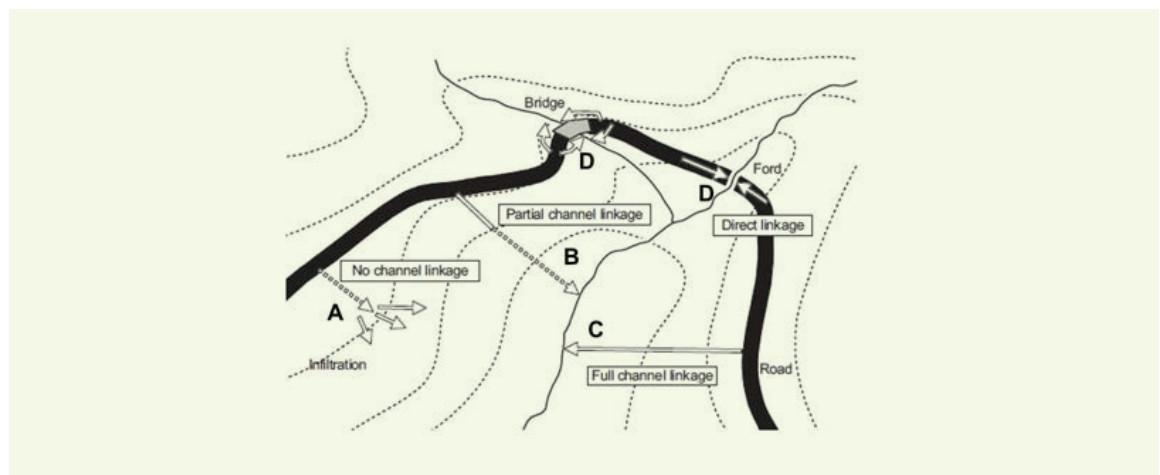 Bridge
D
Ford
D
Partial channel linkage
Direct linkage
B
No channel linkage
A
C
Infiltration
Full channel linkage
Road